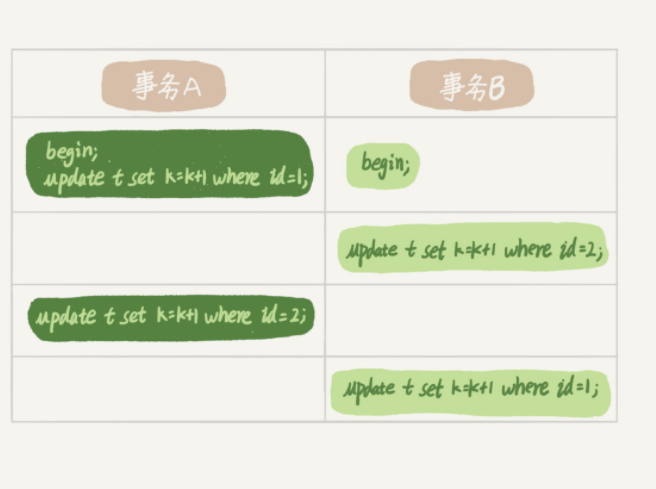 事务A
事务B
begin;
update t set k=k+1 where id=1;
begin;
update t set k=k+1 where id=2;
update t set k=k+1 where id=2;
update t set k=k+1 where id=1;